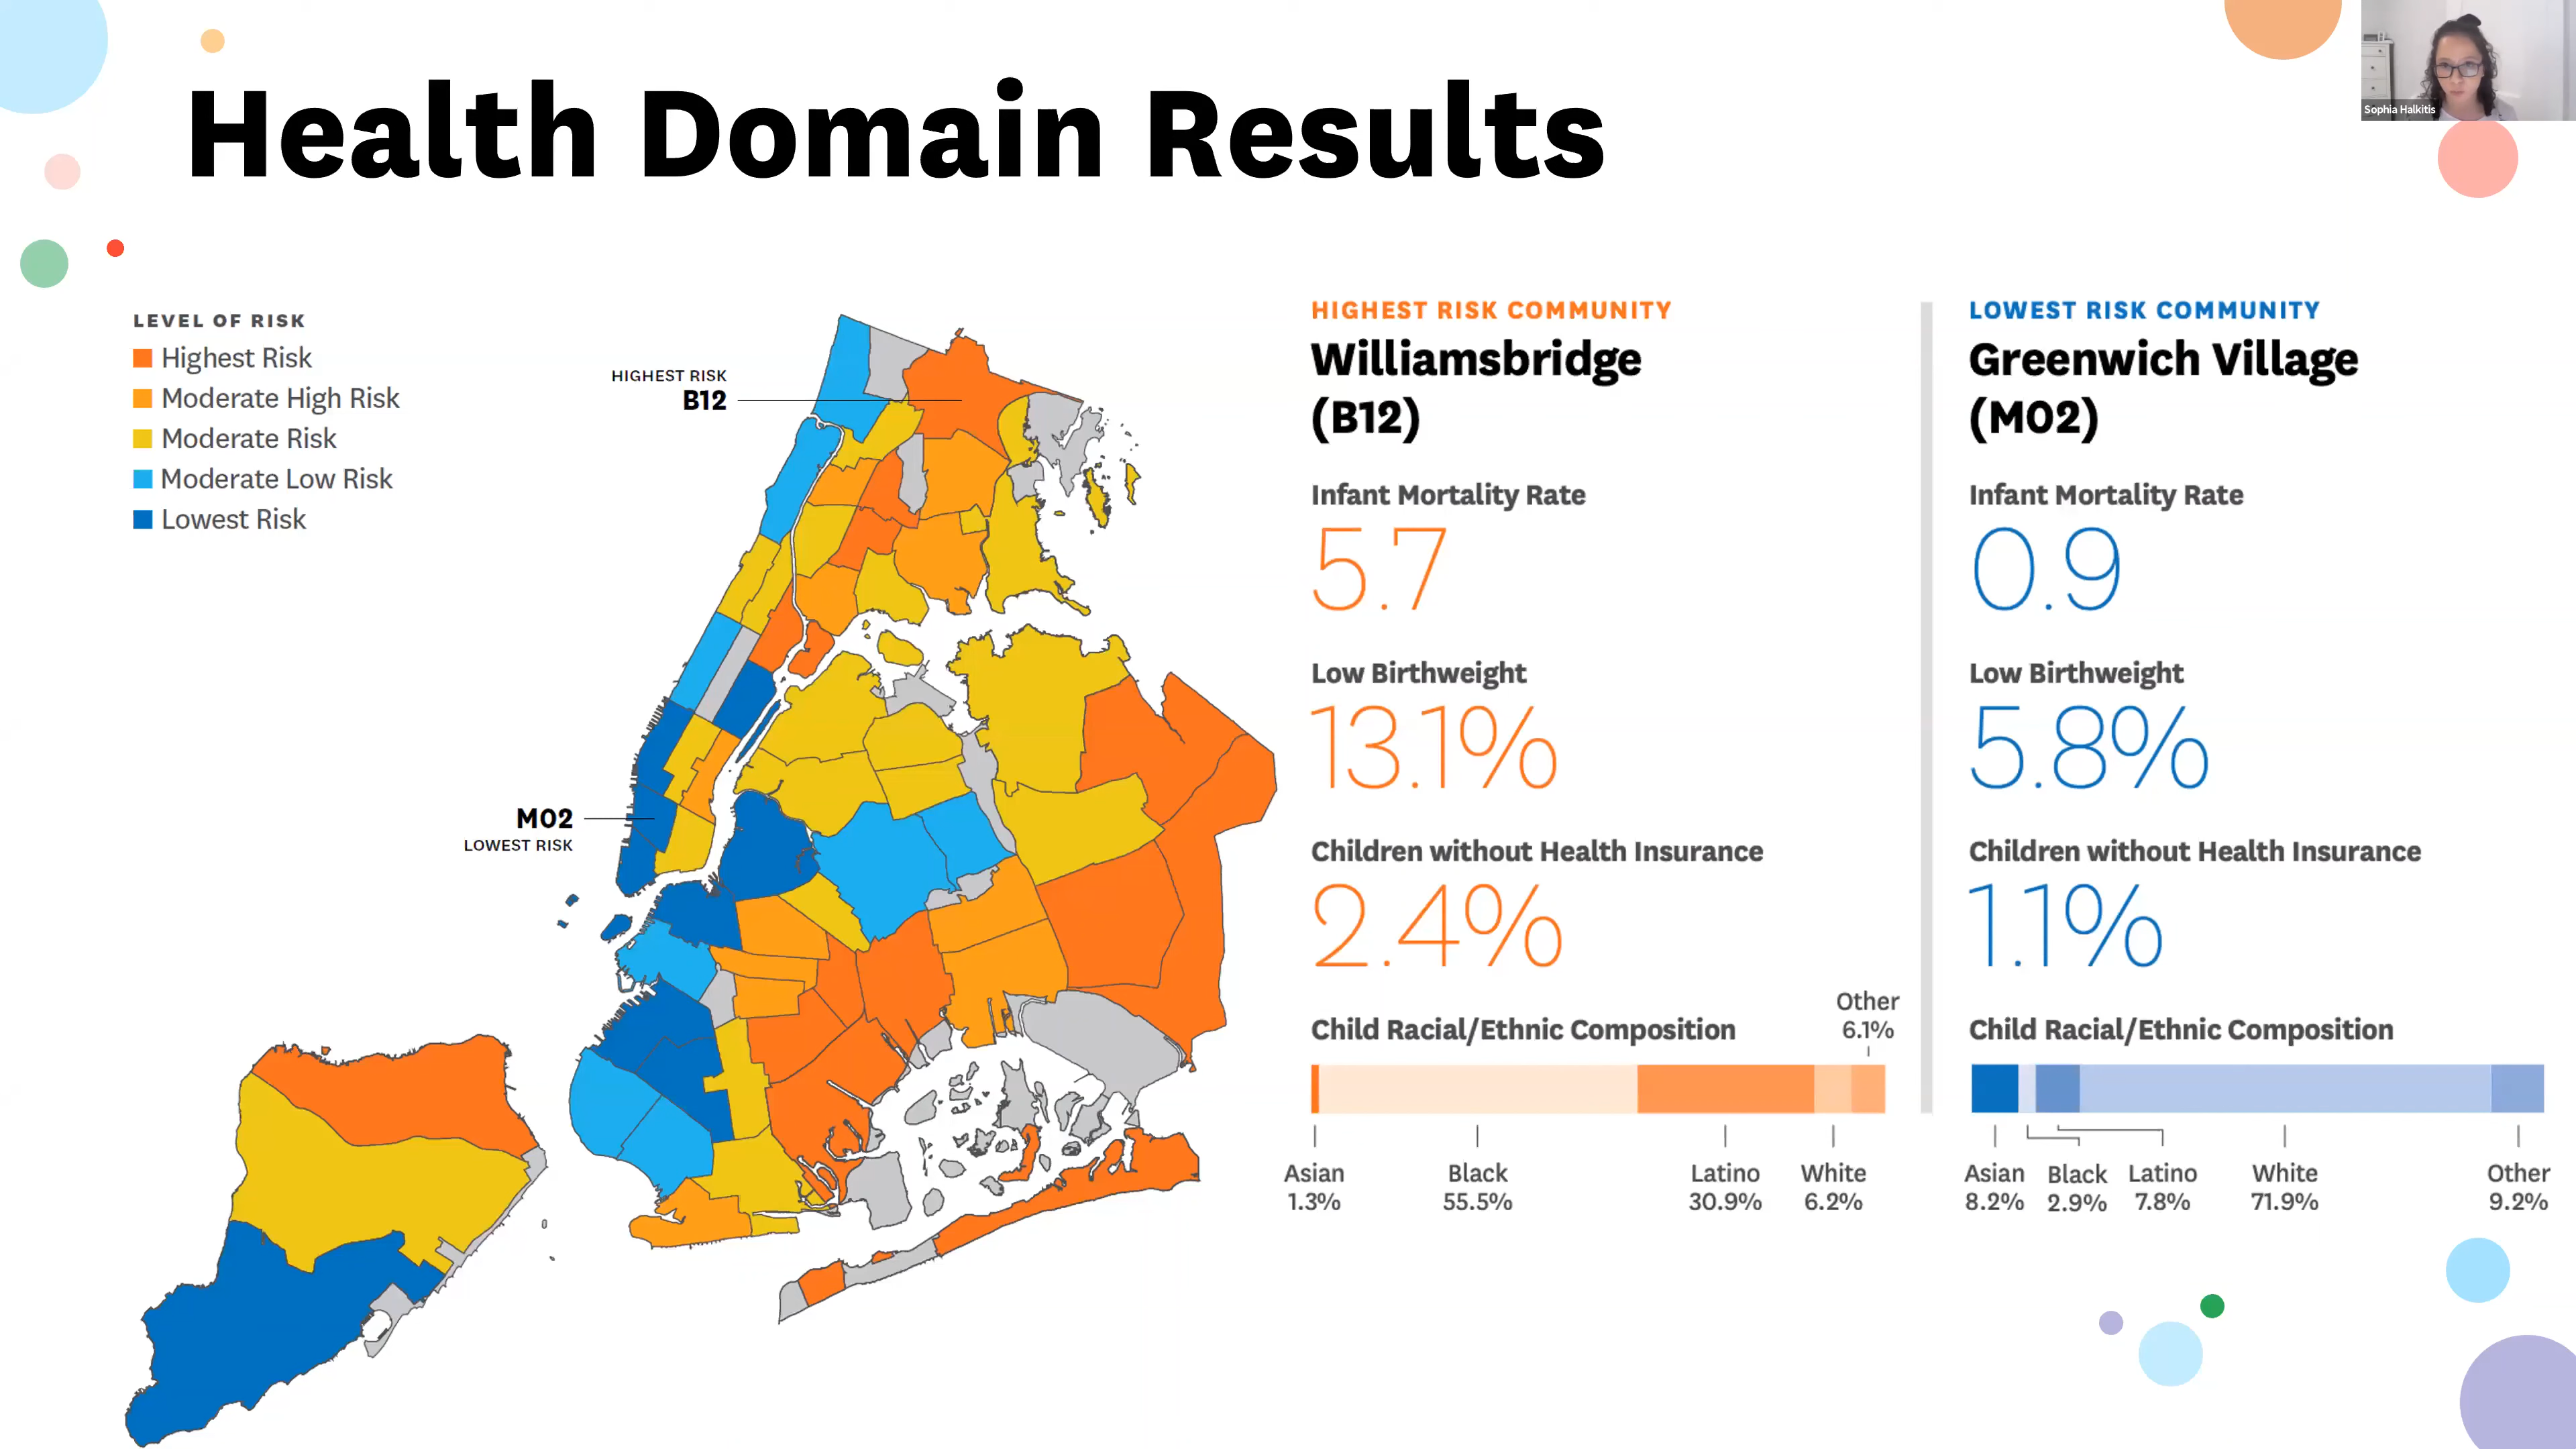 Health Domain Results
Sophia Halkitis
LEVEL OF RISK
Highest Risk
Moderate High Risk
Moderate Risk
Moderate Low Risk
Lowest Risk
HIGHEST RISK
B12
M02
LOWEST RISK
HIGHEST RISK COMMUNITY
Williamsbridge
(B12)
Infant Mortality Rate
5.7
Low Birthweight
13.1%
Children without Health Insurance
2.4%
Child Racial/Ethnic Composition
Other
6.1%
Asian
1.3%
Black
55.5%
Latino
30.9%
White
6.2%
LOWEST RISK COMMUNITY
Greenwich Village
(M02)
Infant Mortality Rate
0.9
Low Birthweight
5.8%
Children without Health Insurance
1.1%
Child Racial/Ethnic Composition
Asian
8.2%
Black
2.9%
Latino
7.8%
White
71.9%
Other
9.2%